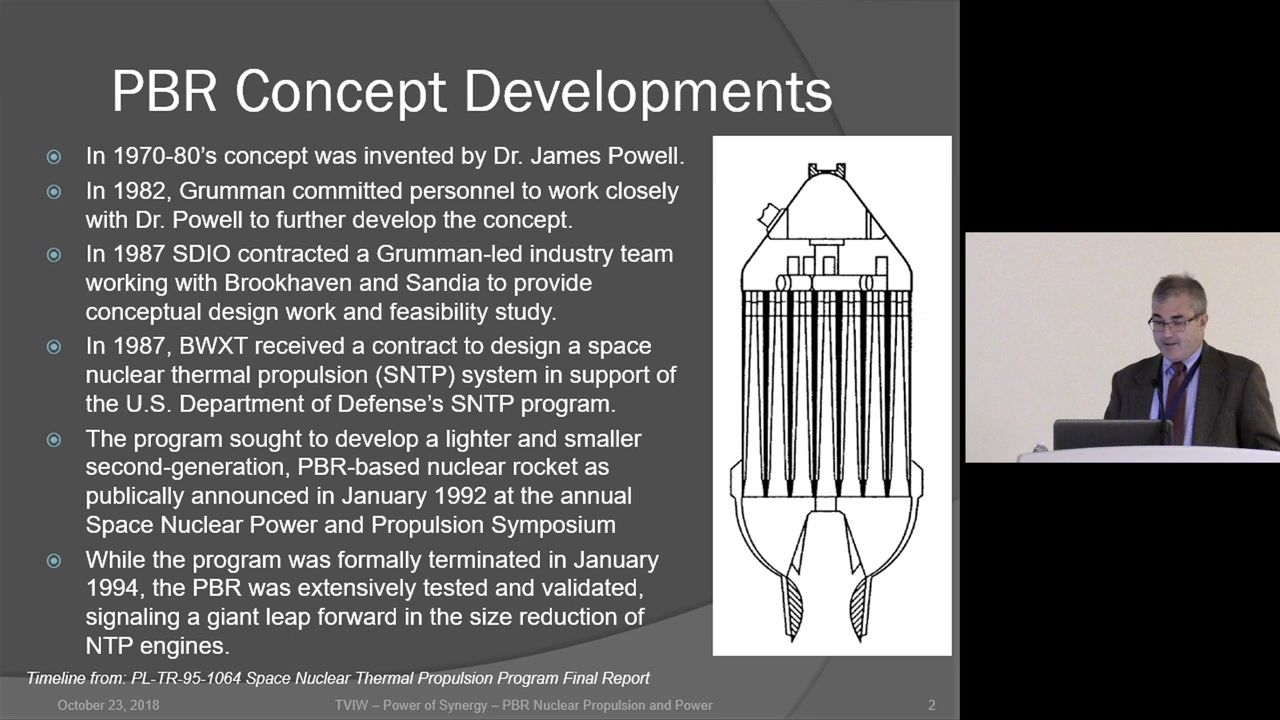 PBR Concept Developments
In 1970-80's concept was invented by Dr. James Powell.
In 1982, Grumman committed personnel to work closely
with Dr. Powell to further develop the concept.
In 1987 SDIO contracted a Grumman-led industry team
working with Brookhaven and Sandia to provide
conceptual design work and feasibility study.
In 1987, BWXT received a contract to design a space
nuclear thermal propulsion (SNTP) system in support of
the U.S. Department of Defense's SNTP program.
The program sought to develop a lighter and smaller
second-generation, PBR-based nuclear rocket as
publically announced in January 1992 at the annual
Space Nuclear Power and Propulsion Symposium
While the program was formally terminated in January
1994, the PBR was extensively tested and validated,
signaling a giant leap forward in the size reduction of
NTP engines.
Timeline from: PL-TR-95-1064 Space Nuclear Thermal Propulsion Program Final Report
October 23, 2018 TVIW – Power of Synergy – PBR Nuclear Propulsion and Power 2